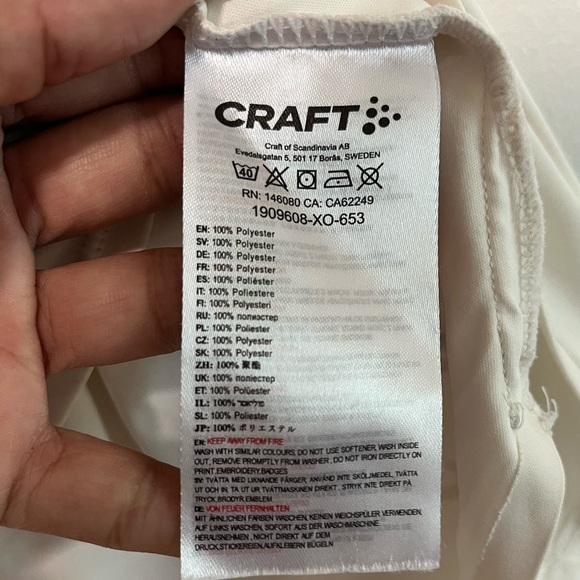 CRAFT
Craft of Scandinavia AB
Evedalsgatan 5, 501 17 Borås, SWEDEN
40
RN: 146080 CA: CA62249
1909608-XO-653
EN: 100% Polyester
SV: 100% Polyester
DE: 100% Polyester
FR: 100% Polyester
ES: 100% Poliéster
IT: 100% Poliestere
FI: 100% Polyesteri
RU: 100% полиэстер
PL: 100% Poliester
CZ: 100% Polyester
SK: 100% Polyester
ZH: 100% 聚酯
UK: 100% поліестер
ET: 100% Polüester
IL: 100%
SL: 100% Poliester
JP: 100% ポリエステル
EN: KEEP AWAY FROM FIRE
WASH WITH SIMILAR COLOURS, DO NOT USE SOFTENER, WASH INSIDE
OUT, REMOVE PROMPTLY FROM WASHER , DO NOT IRON DIRECTLY ON
PRINT,EMBROIDERY,BADGES
SV: TVÄTTA MED LIKNANDE FÄRGER, ANVÄND INTE SKÖLJMEDEL, TVÄTTA
UT OCH IN, TA UT UR TVÄTTMASKINEN DIREKT , STRYK INTE DIREKT PÅ
TRYCK,BRODYR,EMBLEM
DE: VON FEUER FERNHALTEN
MIT ÄHNLICHEN FARBEN WASCHEN, KEINEN WEICHSPÜLER VERWENDEN,
AUF LINKS WASCHEN, SOFORT AUS DER WASCHMASCHINE
HERAUSNEHMEN , NICHT DIREKT AUF DEM
DRUCK,STICKEREIEN,AUFKLEBERN BÜGELN